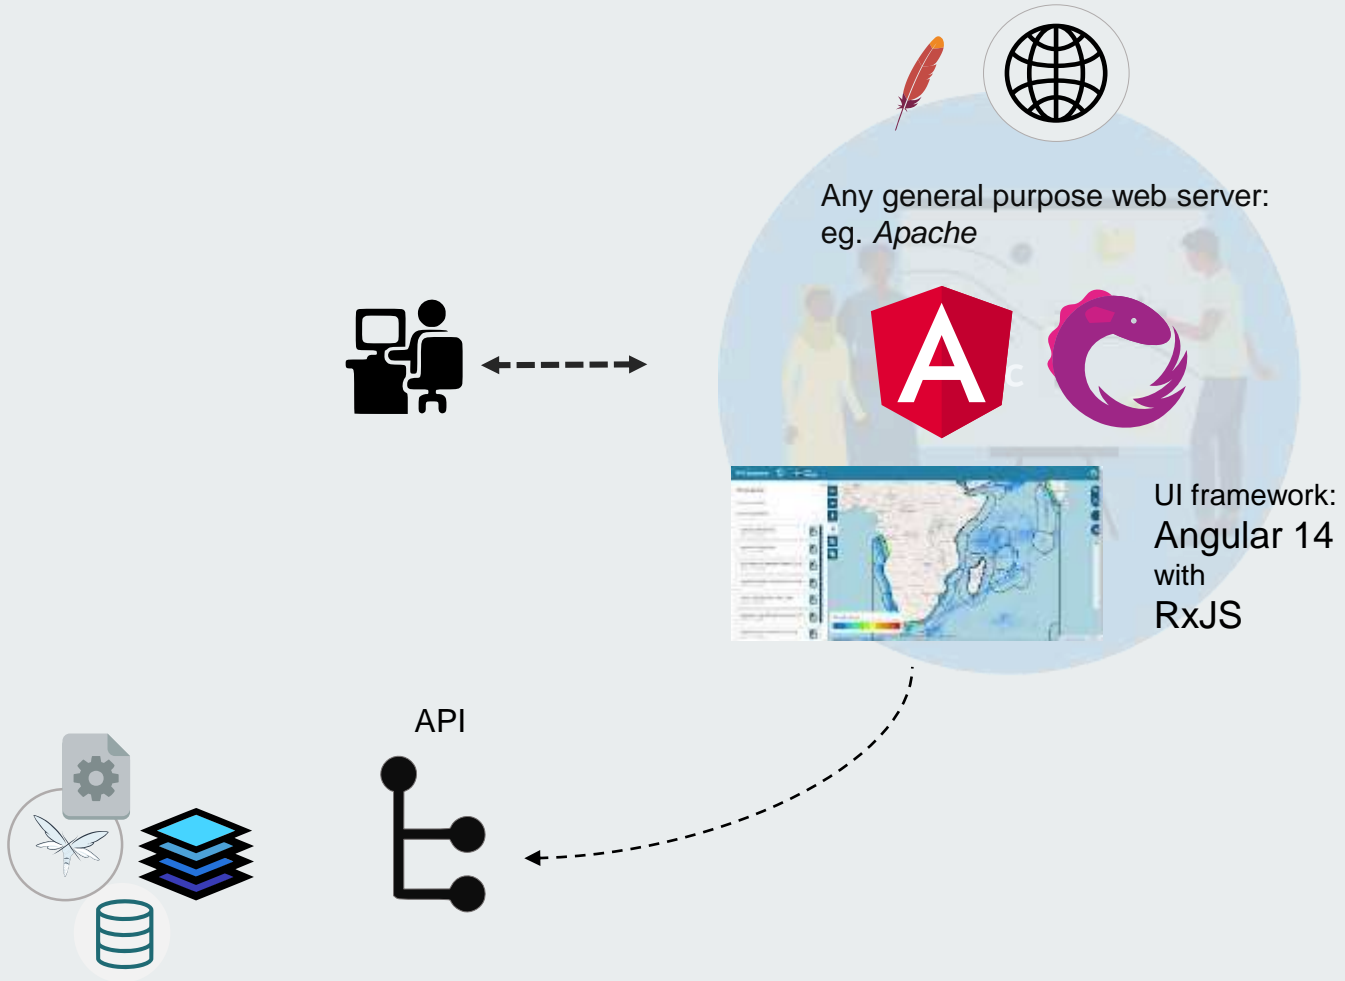 Any general purpose web server:
eg. Apache
A
C
UI framework:
Angular 14
with
RxJS
API